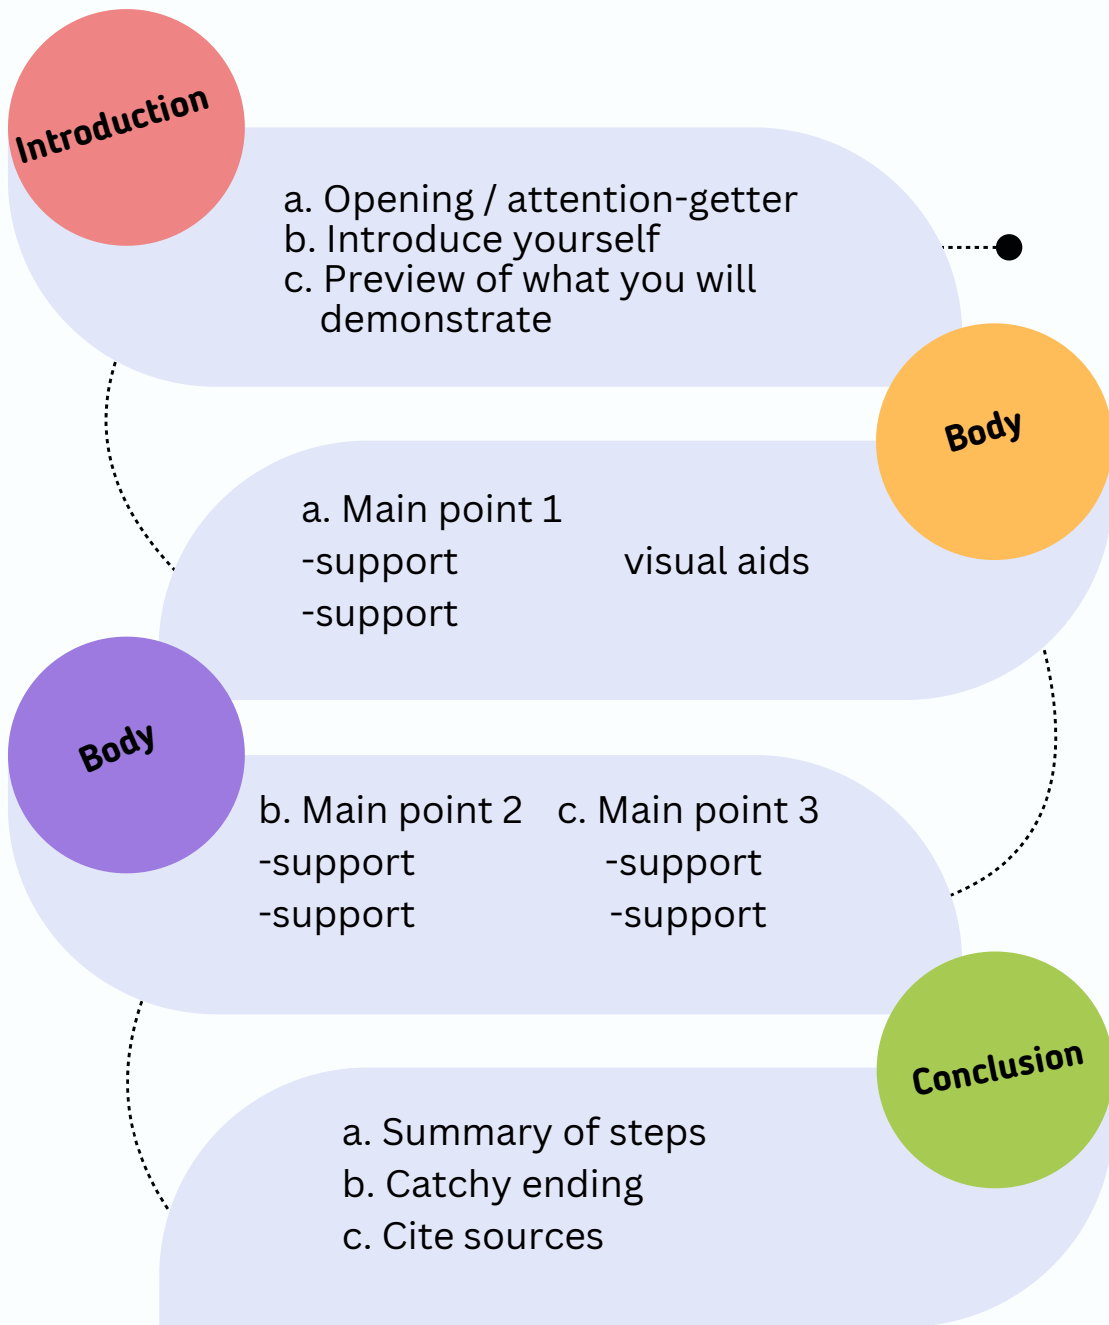 Introduction
a. Opening / attention-getter
b. Introduce yourself
c. Preview of what you will
demonstrate
Body
a. Main point 1
-support visual aids
-support
Body
b. Main point 2 c. Main point 3
-support -support
-support -support
Conclusion
a. Summary of steps
b. Catchy ending
c. Cite sources